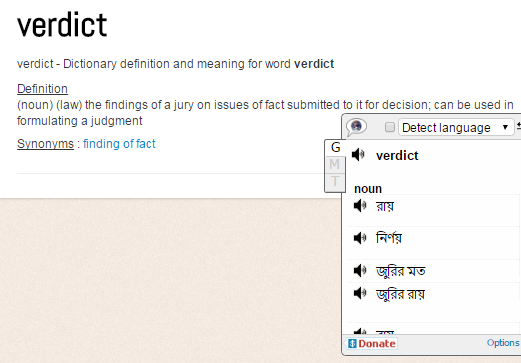 verdict
verdict - Dictionary definition and meaning for word verdict
Definition
(noun) (law) the findings of a jury on issues of fact submitted to it for decision; can be used in
formulating a judgment
Synonyms : finding of fact
Detect language
G
verdict
M
T
noun
রায়
নির্ণয়
জুরির মত
জুরির রায়
Donate
Options